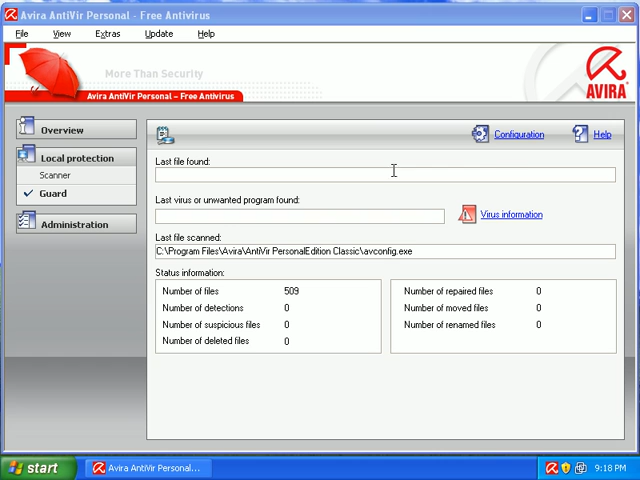 Avira AntiVir Personal - Free Antivirus
File View Extras Update Help
More Than Security
Avira AntiVir Personal – Free Antivirus
AVIRA
Overview
Local protection
Scanner
Guard
Administration
Configuration
Help
Last file found:
Last virus or unwanted program found:
Virus information
Last file scanned:
C:\Program Files\Avira\AntiVir PersonalEdition Classic\avconfig.exe
Status information:
Number of files 509
Number of detections 0
Number of suspicious files 0
Number of deleted files 0
Number of repaired files 0
Number of moved files 0
Number of renamed files 0
start
Avira AntiVir Personal...
9:18 PM